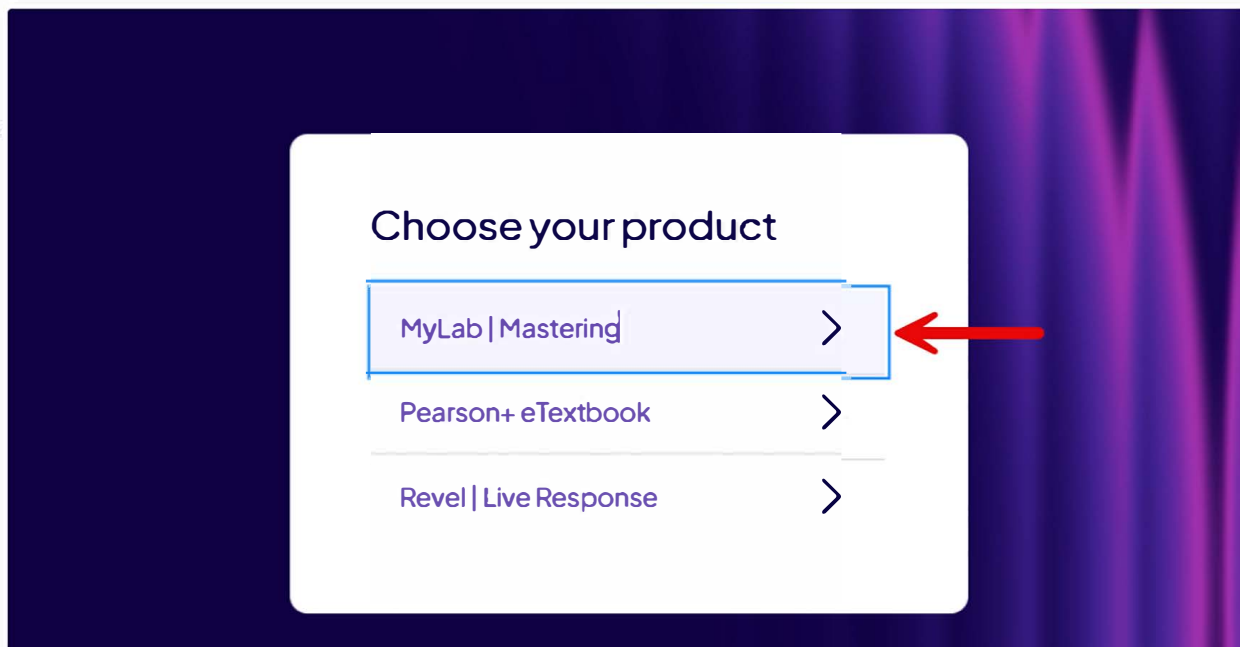 Choose your product
MyLab | Mastering
Pearson+ eTextbook
Revel | Live Response